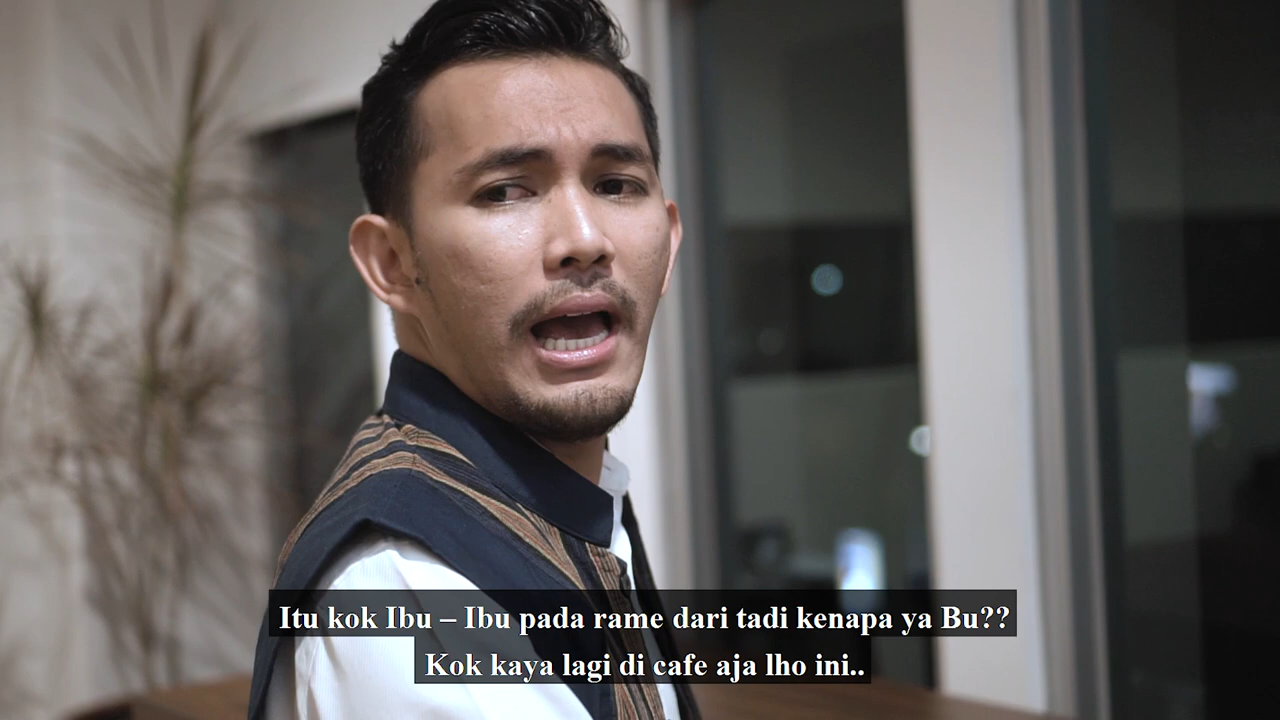 Itu kok Ibu – Ibu pada rame dari tadi kenapa ya Bu??
Kok kaya lagi di cafe aja lho ini..